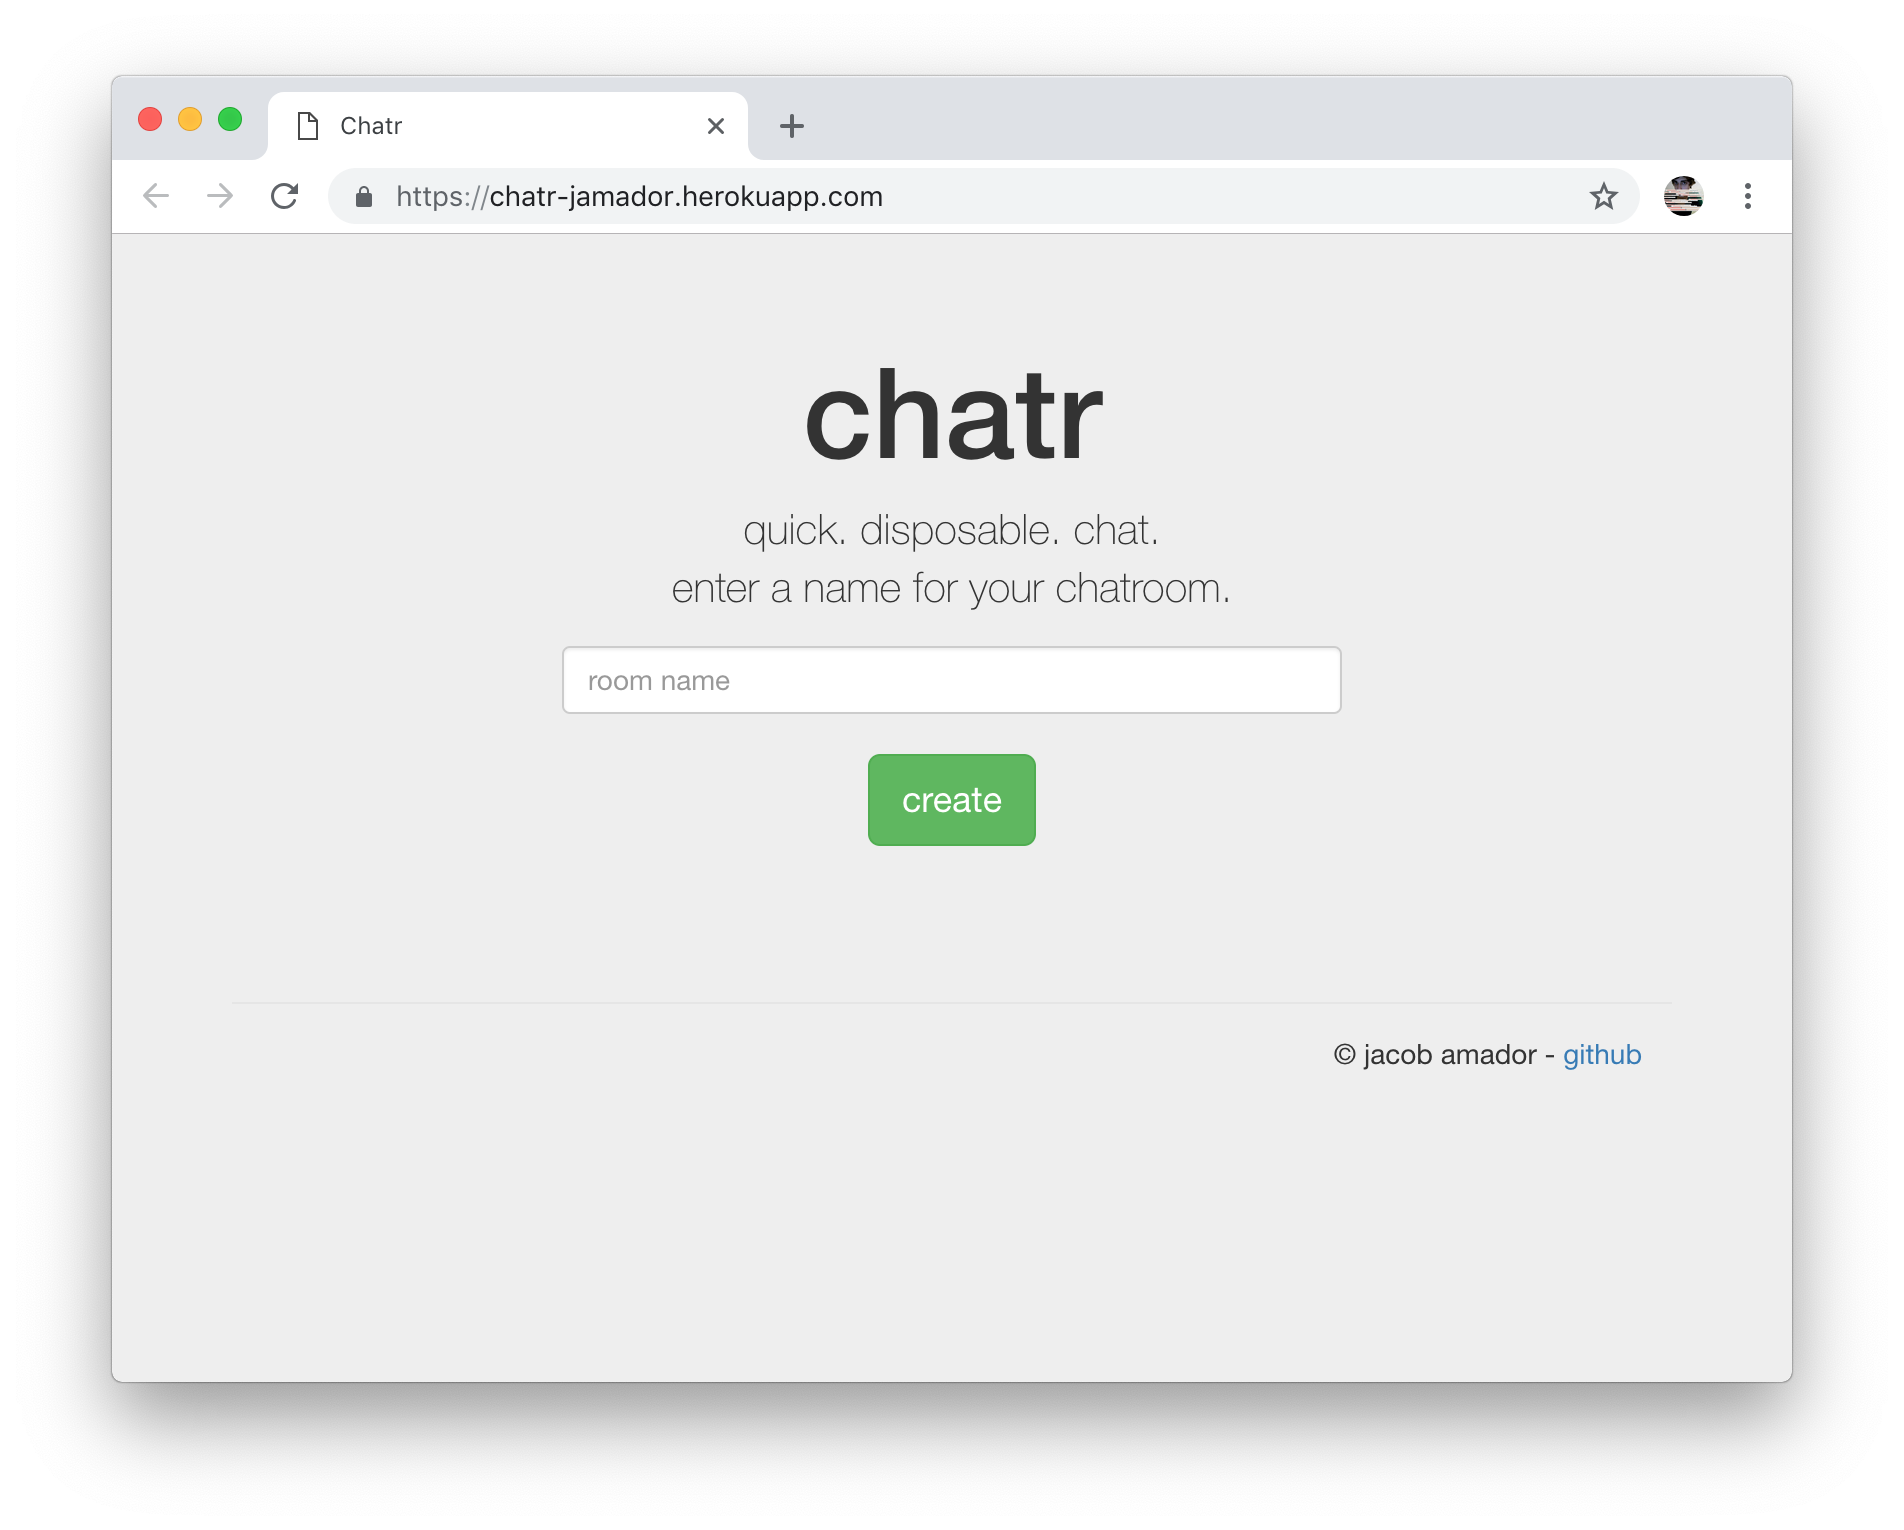 Chatr
https://chatr-jamador.herokuapp.com
chatr
quick. disposable. chat.
enter a name for your chatroom.
room name
create
© jacob amador - github